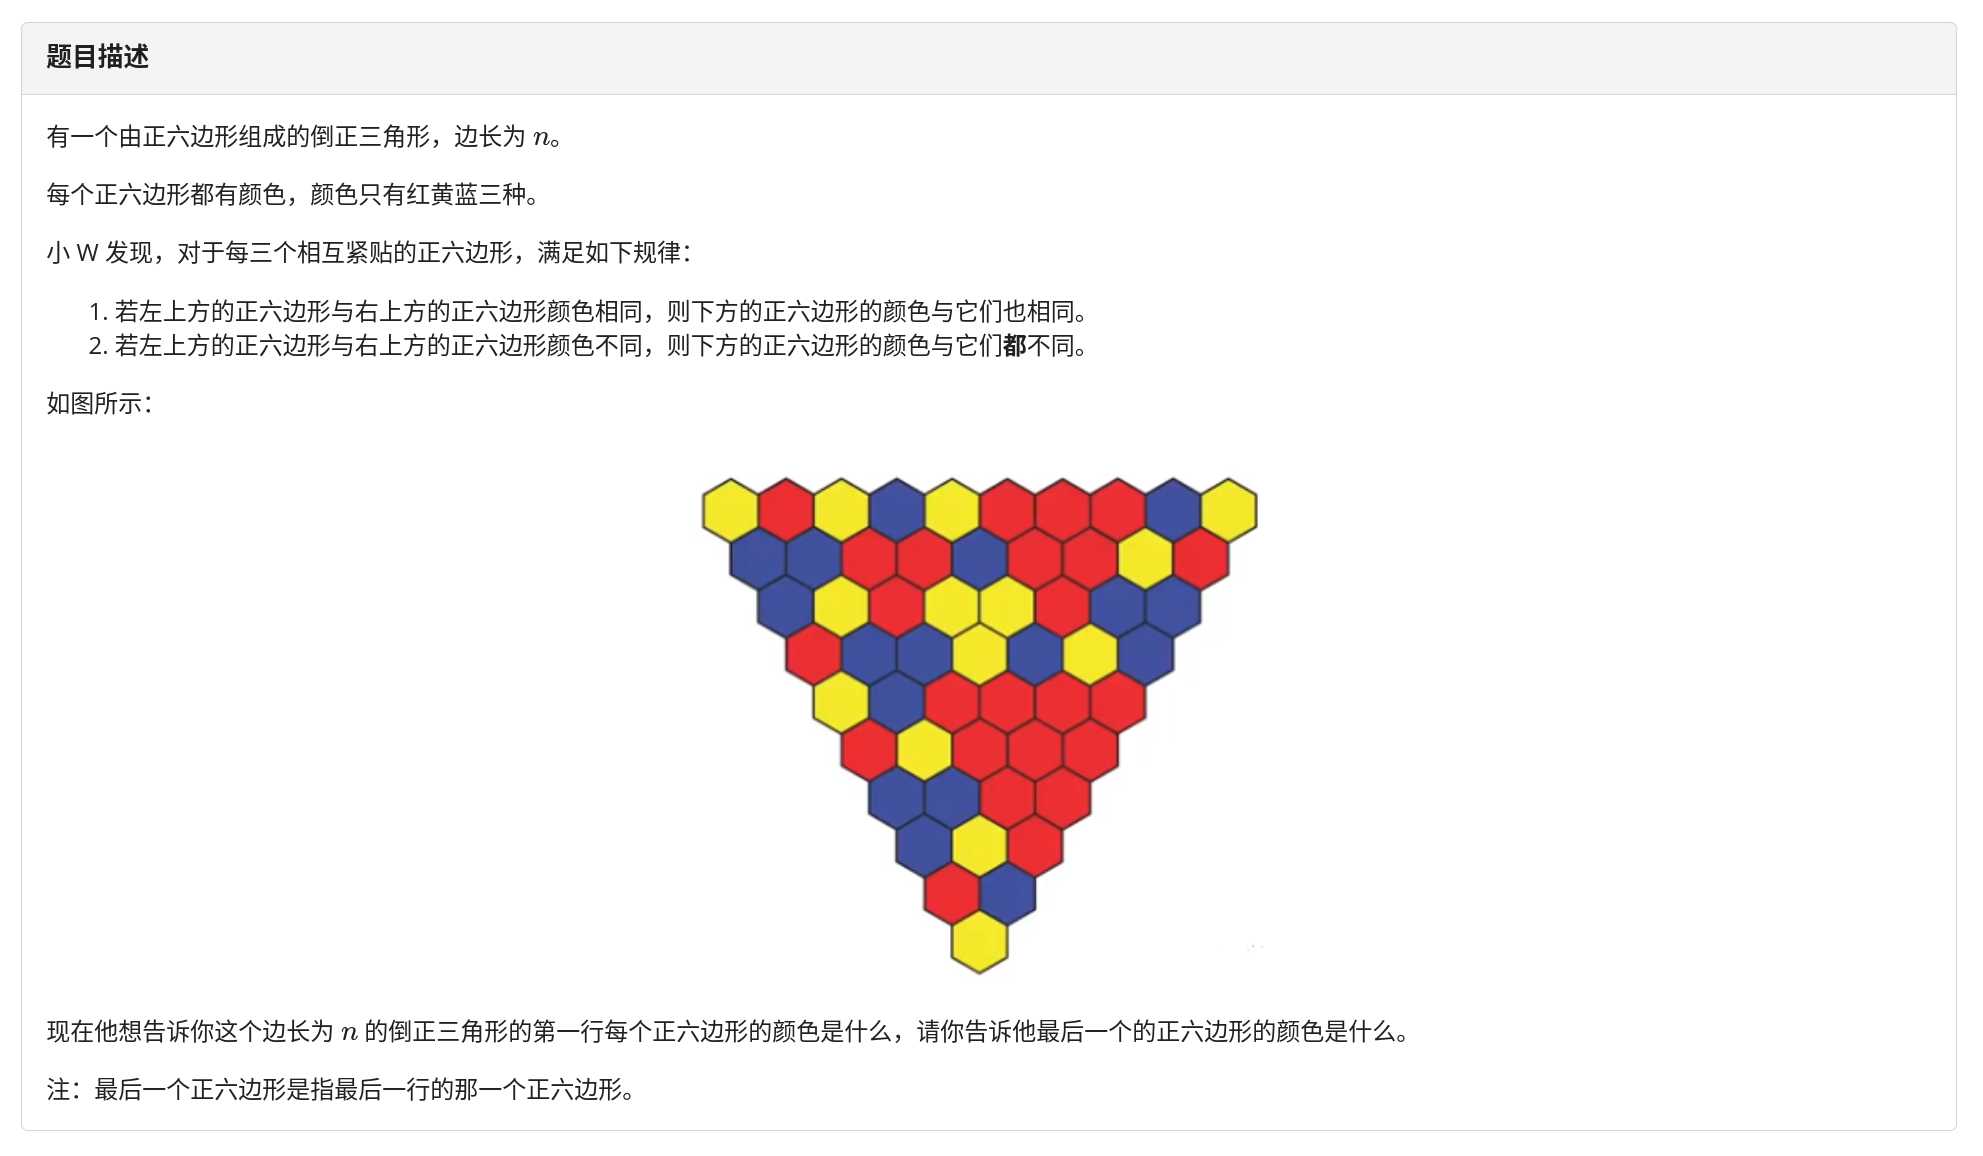 题目描述
有一个由正六边形组成的倒正三角形，边长为 n。
每个正六边形都有颜色，颜色只有红黄蓝三种。
小 W 发现，对于每三个相互紧贴的正六边形，满足如下规律：
1. 若左上方的正六边形与右上方的正六边形颜色相同，则下方的正六边形的颜色与它们也相同。
2. 若左上方的正六边形与右上方的正六边形颜色不同，则下方的正六边形的颜色与它们都不同。
如图所示：
现在他想告诉你这个边长为 n 的倒正三角形的第一行每个正六边形的颜色是什么，请你告诉他最后一个的正六边形的颜色是什么。
注：最后一个正六边形是指最后一行的那一个正六边形。